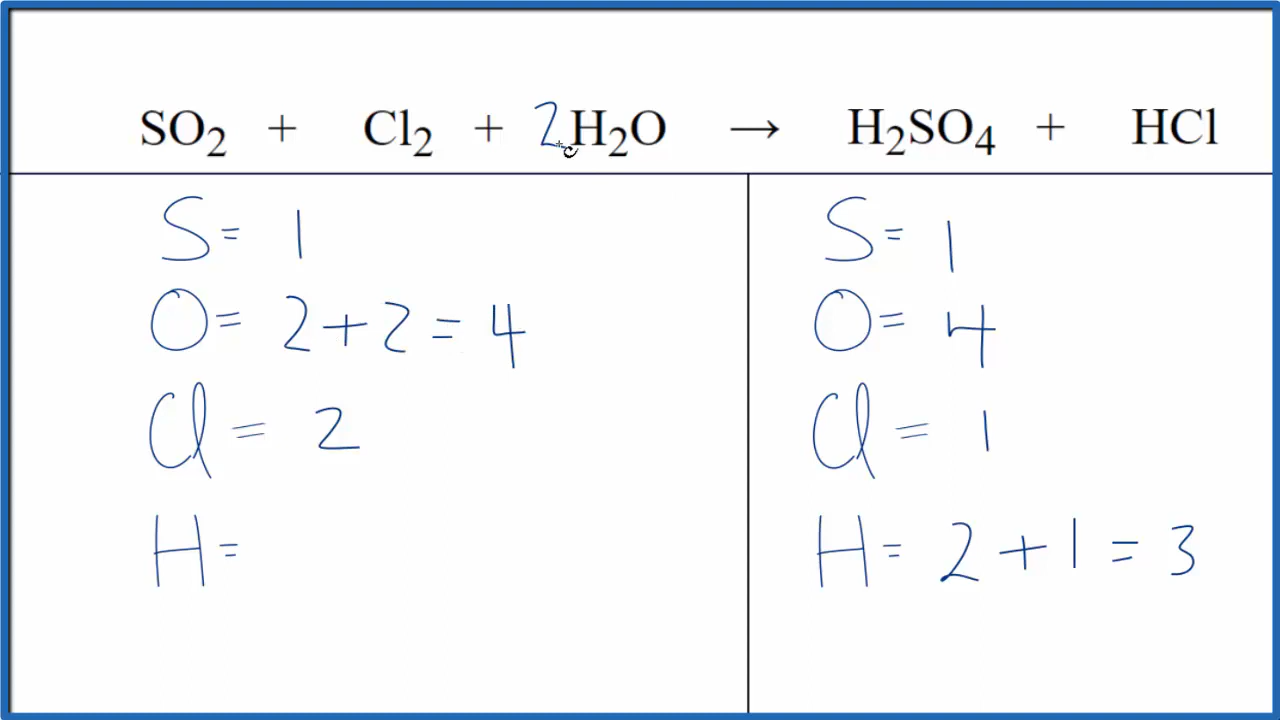 SO2 + Cl2 + 2H2O → H2SO4 + HCl
S= 1
O= 2+2=4
Cl = 2
H=
S= 1
O= 4
Cl = 1
H= 2+1=3